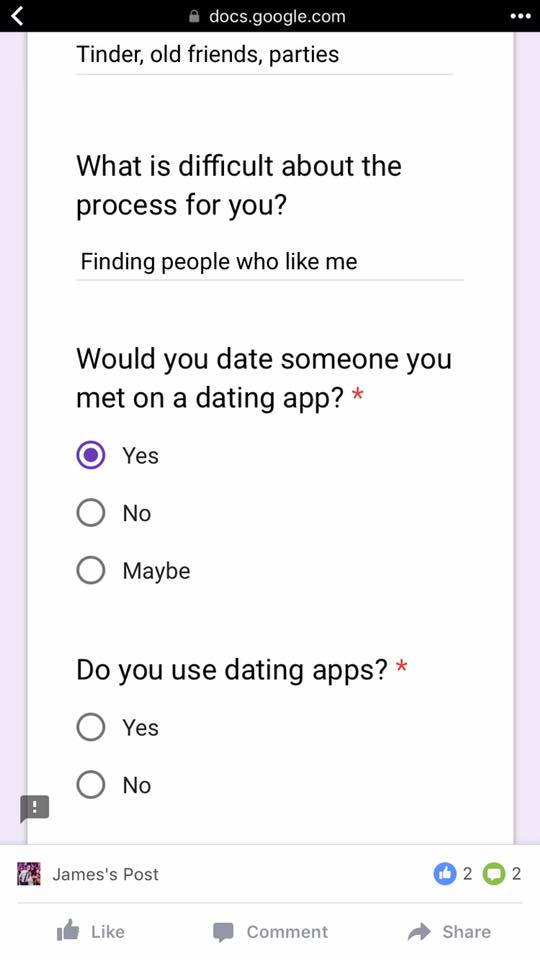 docs.google.com
Tinder, old friends, parties
What is difficult about the
process for you?
Finding people who like me
Would you date someone you
met on a dating app? *
Yes
No
Maybe
Do you use dating apps? *
Yes
No
James's Post
2
2
Like
Comment
Share